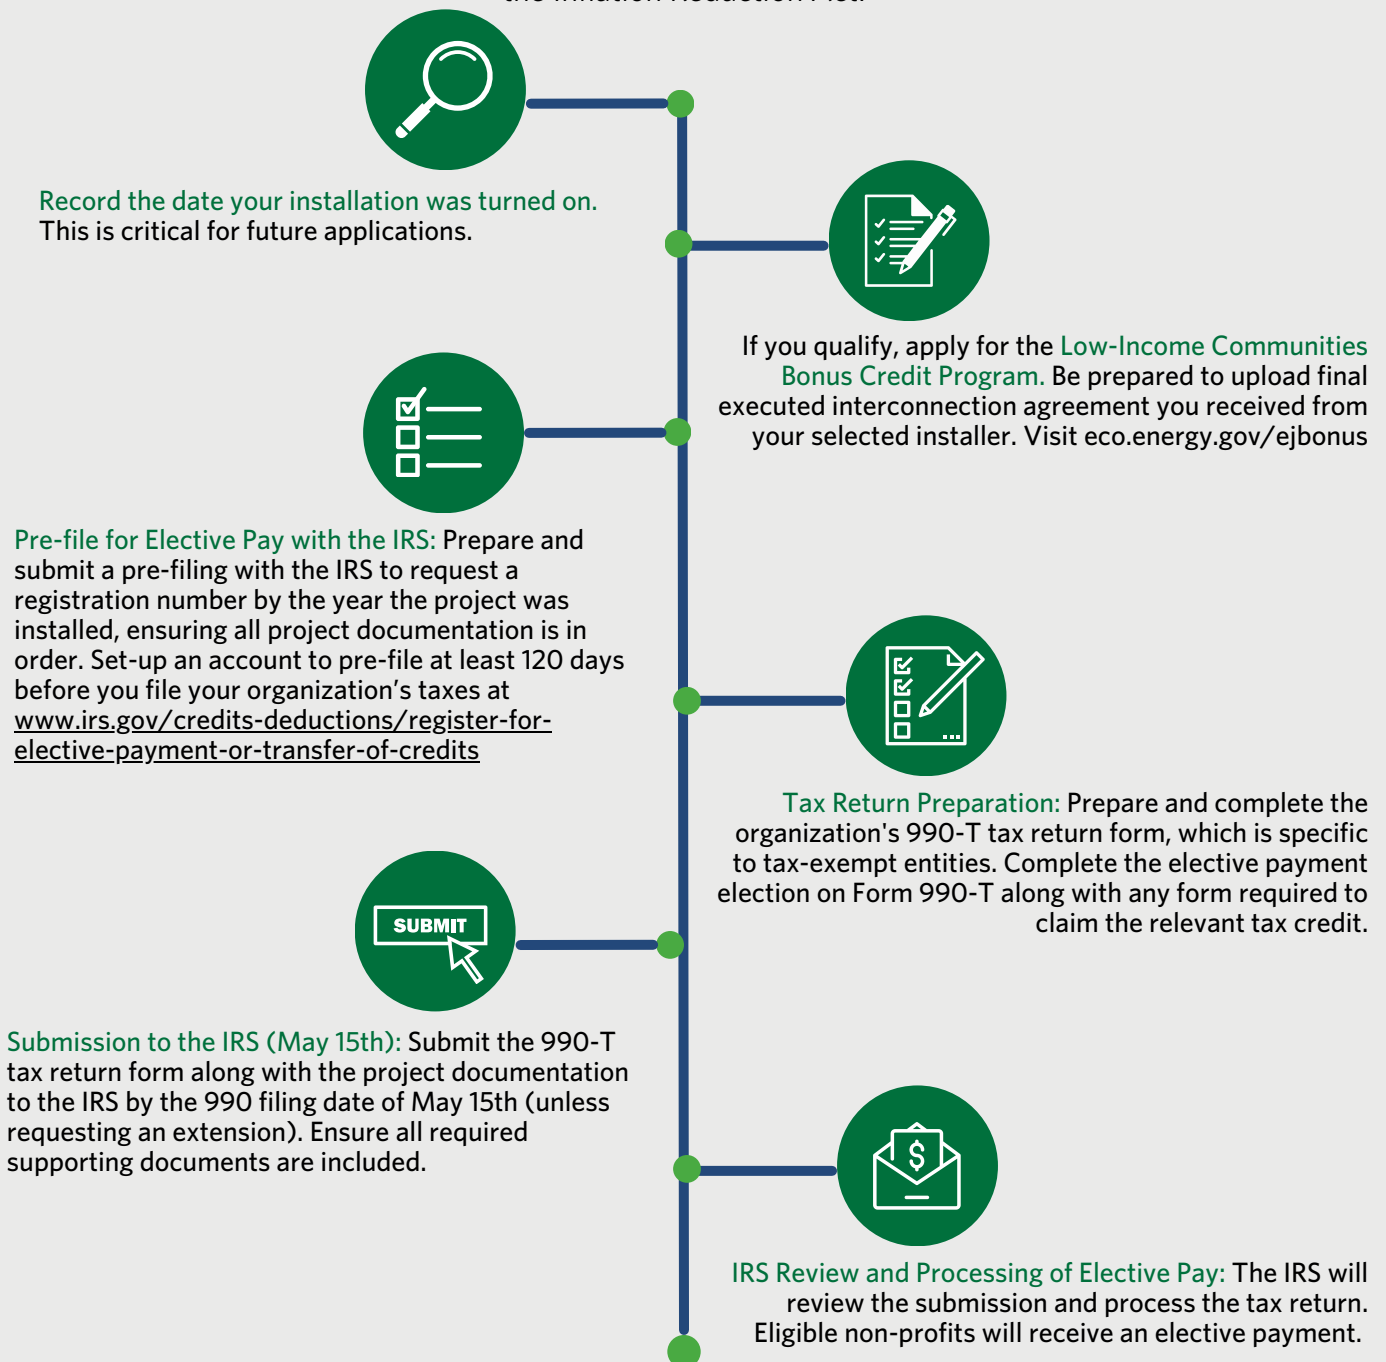 the Inflation Reduction Act.
Record the date your installation was turned on.
This is critical for future applications.
If you qualify, apply for the Low-Income Communities
Bonus Credit Program. Be prepared to upload final
executed interconnection agreement you received from
your selected installer. Visit eco.energy.gov/ejbonus
Pre-file for Elective Pay with the IRS: Prepare and
submit a pre-filing with the IRS to request a
registration number by the year the project was
installed, ensuring all project documentation is in
order. Set-up an account to pre-file at least 120 days
before you file your organization’s taxes at
www.irs.gov/credits-deductions/register-for-
elective-payment-or-transfer-of-credits
Tax Return Preparation: Prepare and complete the
organization's 990-T tax return form, which is specific
to tax-exempt entities. Complete the elective payment
election on Form 990-T along with any form required to
claim the relevant tax credit.
SUBMIT
Submission to the IRS (May 15th): Submit the 990-T
tax return form along with the project documentation
to the IRS by the 990 filing date of May 15th (unless
requesting an extension). Ensure all required
supporting documents are included.
$
IRS Review and Processing of Elective Pay: The IRS will
review the submission and process the tax return.
Eligible non-profits will receive an elective payment.